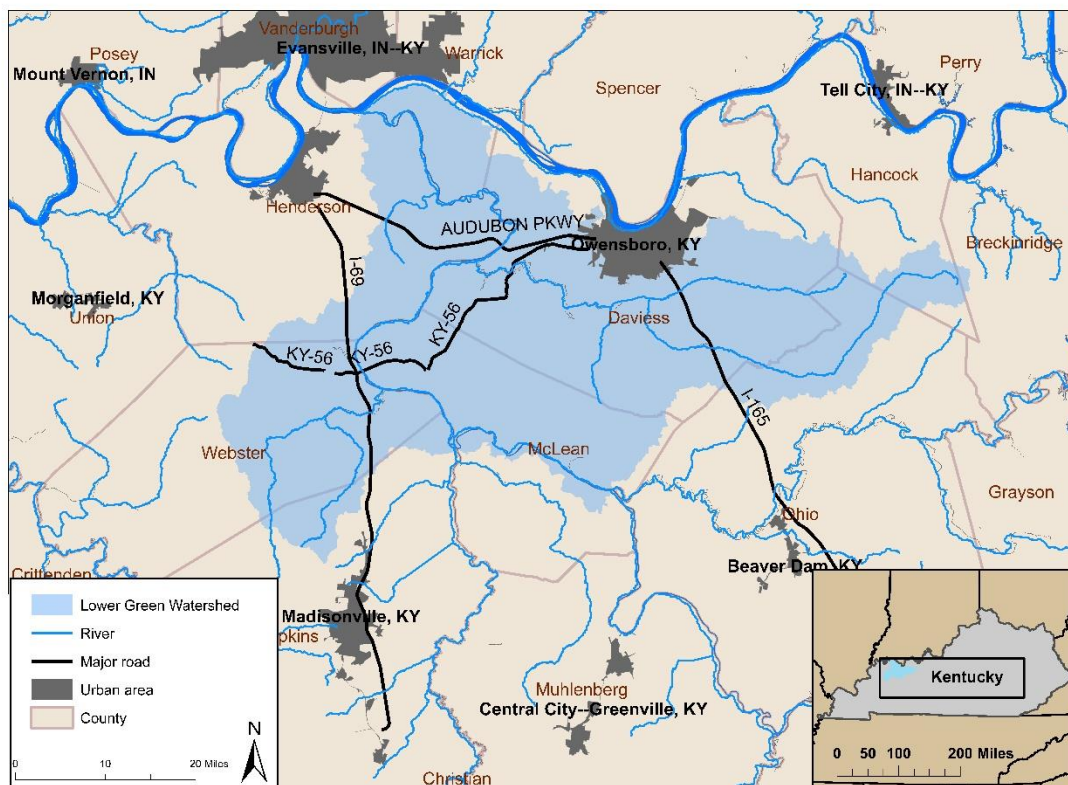 Vanderburgh
Evansville, IN--KY
Posey
Warrick
Mount Vernon, IN
Perry
Spencer
Tell City, IN--KY
Hancock
Henderson
AUDUBON PKWY
Owensboro, KY
Breckinridge
I-69
Morganfield, KY
Union
KY-56
Daviess
KY-56
KY-56
I-165
Webster
McLean
Grayson
Ohio
Crittenden
Beaver Dam, KY
Lower Green Watershed
River
Major road
Urban area
County
0 10 20 Miles
N
Madisonville, KY
pkins
Muhlenberg
Central City--Greenville, KY
Christian
Kentucky
0 50 100 200 Miles